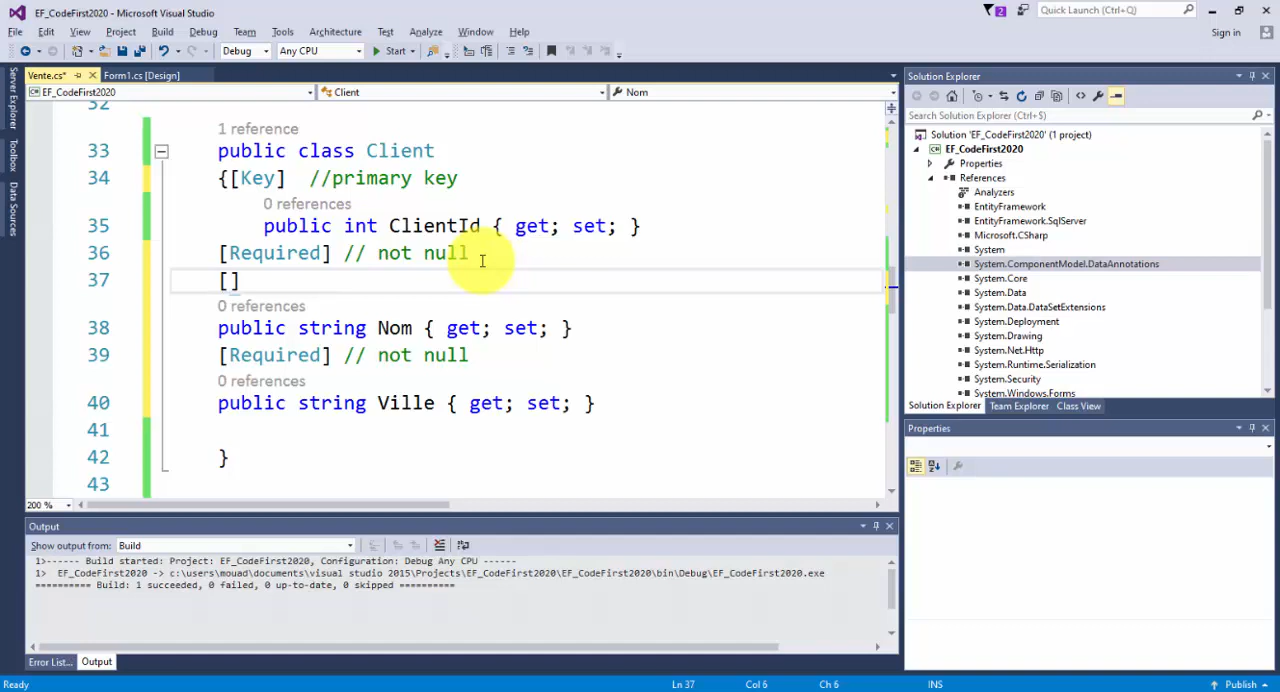 EF_CodeFirst2020 - Microsoft Visual Studio
2
Quick Launch (Ctrl+Q)
File Edit View Project Build Debug Team Tools Architecture Test Analyze Window Help
Sign in
Debug Any CPU Start
Server Explorer
Toolbox
Data Sources
Vente.cs* Form1.cs [Design]
EF_CodeFirst2020 Client Nom
32
1 reference
33 public class Client
34 {[Key] //primary key
0 references
35 public int ClientId { get; set; }
36 [Required] // not null
37 []
0 references
38 public string Nom { get; set; }
39 [Required] // not null
0 references
40 public string Ville { get; set; }
41
42 }
43
200 %
Solution Explorer
Search Solution Explorer (Ctrl+$)
Solution 'EF_CodeFirst2020' (1 project)
EF_CodeFirst2020
Properties
References
Analyzers
EntityFramework
EntityFramework.SqlServer
Microsoft.CSharp
System
System.ComponentModel.DataAnnotations
System.Core
System.Data
System.Data.DataSetExtensions
System.Deployment
System.Drawing
System.Net.Http
System.Runtime.Serialization
System.Security
System.Windows.Forms
Solution Explorer Team Explorer Class View
Properties
Output
Show output from: Build
1>------ Build started: Project: EF_CodeFirst2020, Configuration: Debug Any CPU ------
1> EF_CodeFirst2020 -> c:\users\mouad\documents\visual studio 2015\Projects\EF_CodeFirst2020\EF_CodeFirst2020\bin\Debug\EF_CodeFirst2020.exe
========== Build: 1 succeeded, 0 failed, 0 up-to-date, 0 skipped ==========
Error List... Output
Ready Ln 37 Col 6 Ch 6 INS Publish